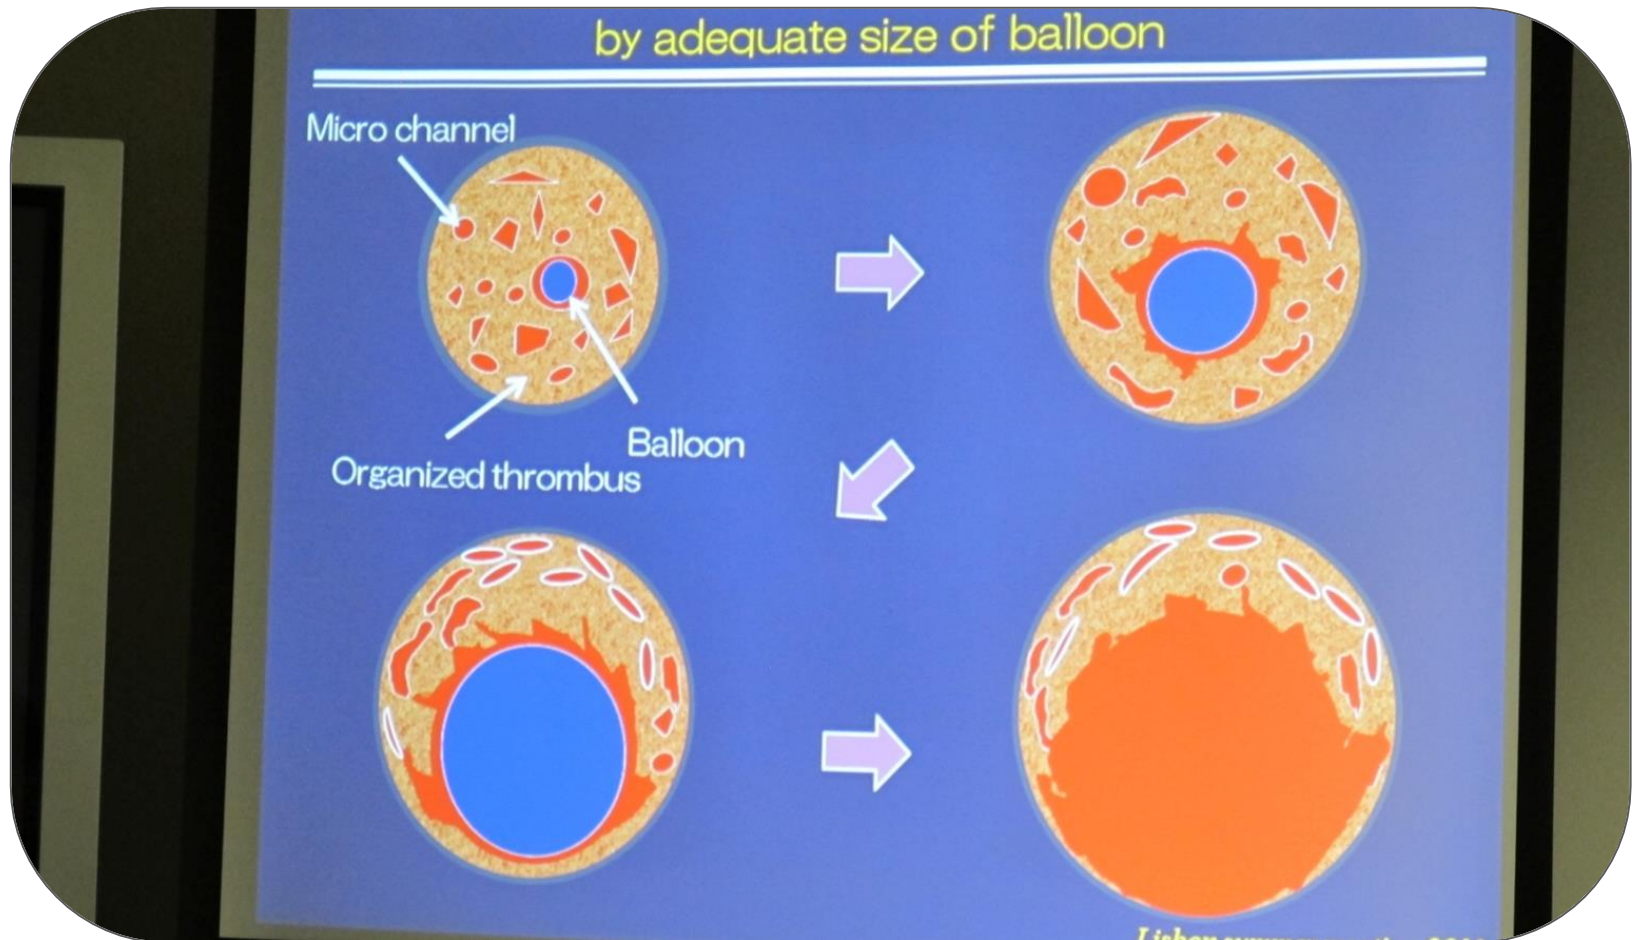 by adequate size of balloon
Micro channel
Balloon
Organized thrombus